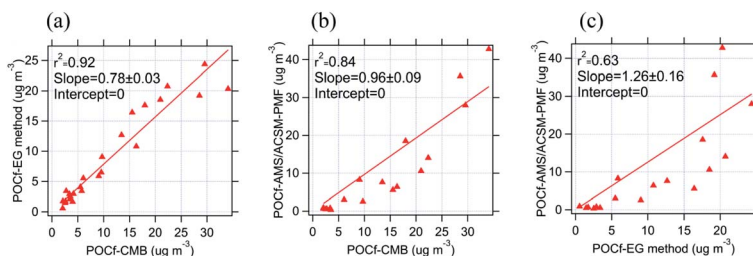 (a)
(b)
(c)
POCf-EG method (ug m⁻³)
25
20
15
10
5
0
r²=0.92
Slope=0.78±0.03
Intercept=0
0 5 10 15 20 25 30 35
POCf-CMB (ug m⁻³)
POCf-AMS/ACSM-PMF (ug m⁻³)
40
30
20
10
0
r²=0.84
Slope=0.96±0.09
Intercept=0
0 5 10 15 20 25 30 35
POCf-CMB (ug m⁻³)
POCf-AMS/ACSM-PMF (ug m⁻³)
40
30
20
10
0
r²=0.63
Slope=1.26±0.16
Intercept=0
0 5 10 15 20
POCf-EG method (ug m⁻³)